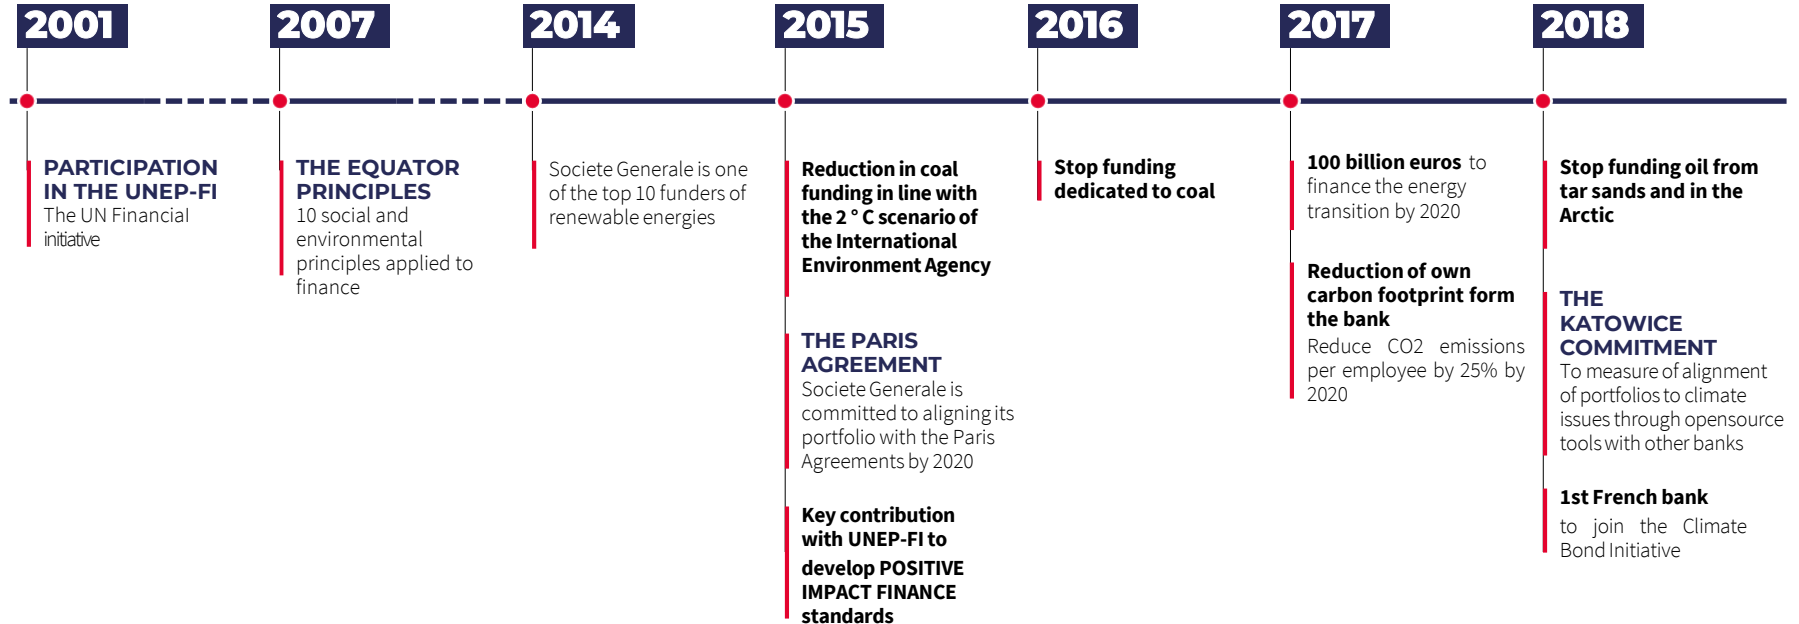 2001
PARTICIPATION
IN THE UNEP-FI
The UN Financial
initiative
2007
THE EQUATOR
PRINCIPLES
10 social and
environmental
principles applied to
finance
2014
Societe Generale is one
of the top 10 funders of
renewable energies
2015
Reduction in coal
funding in line with
the 2 ° C scenario of
the International
Environment Agency
THE PARIS
AGREEMENT
Societe Generale is
committed to aligning its
portfolio with the Paris
Agreements by 2020
Key contribution
with UNEP-FI to
develop POSITIVE
IMPACT FINANCE
standards
2016
Stop funding
dedicated to coal
2017
100 billion euros to
finance the energy
transition by 2020
Reduction of own
carbon footprint form
the bank
Reduce CO2 emissions
per employee by 25% by
2020
2018
Stop funding oil from
tar sands and in the
Arctic
THE
KATOWICE
COMMITMENT
To measure of alignment
of portfolios to climate
issues through opensource
tools with other banks
1st French bank
to join the Climate
Bond Initiative